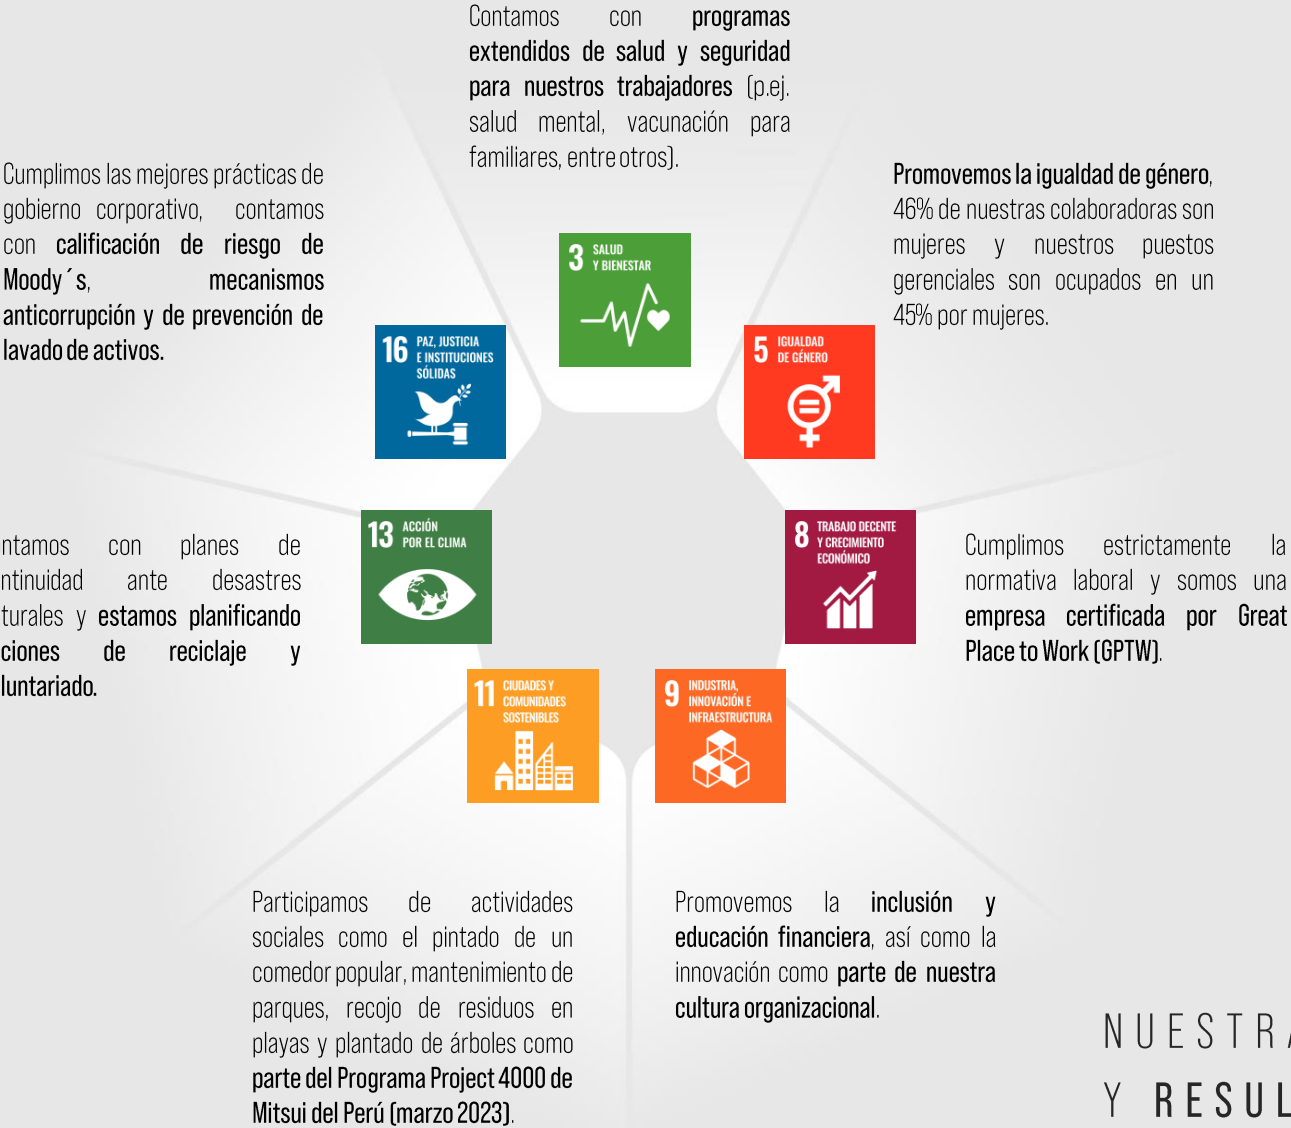 Contamos con programas
extendidos de salud y seguridad
para nuestros trabajadores (p.ej.
salud mental, vacunación para
familiares, entre otros).
Cumplimos las mejores prácticas de
gobierno corporativo, contamos
con calificación de riesgo de
Moody´s, mecanismos
anticorrupción y de prevención de
lavado de activos.
Promovemos la igualdad de género,
46% de nuestras colaboradoras son
mujeres y nuestros puestos
gerenciales son ocupados en un
45% por mujeres.
3 SALUD
Y BIENESTAR
16 PAZ, JUSTICIA
E INSTITUCIONES
SÓLIDAS
5 IGUALDAD
DE GÉNERO
13 ACCIÓN
POR EL CLIMA
8 TRABAJO DECENTE
Y CRECIMIENTO
ECONÓMICO
ntamos con planes de
ntinuidad ante desastres
turales y estamos planificando
ciones de reciclaje y
luntariado.
Cumplimos estrictamente la
normativa laboral y somos una
empresa certificada por Great
Place to Work (GPTW).
11 CIUDADES Y
COMUNIDADES
SOSTENIBLES
9 INDUSTRIA,
INNOVACIÓN E
INFRAESTRUCTURA
Participamos de actividades
sociales como el pintado de un
comedor popular, mantenimiento de
parques, recojo de residuos en
playas y plantado de árboles como
parte del Programa Project 4000 de
Mitsui del Perú (marzo 2023).
Promovemos la inclusión y
educación financiera, así como la
innovación como parte de nuestra
cultura organizacional.
NUESTRA
Y RESUL